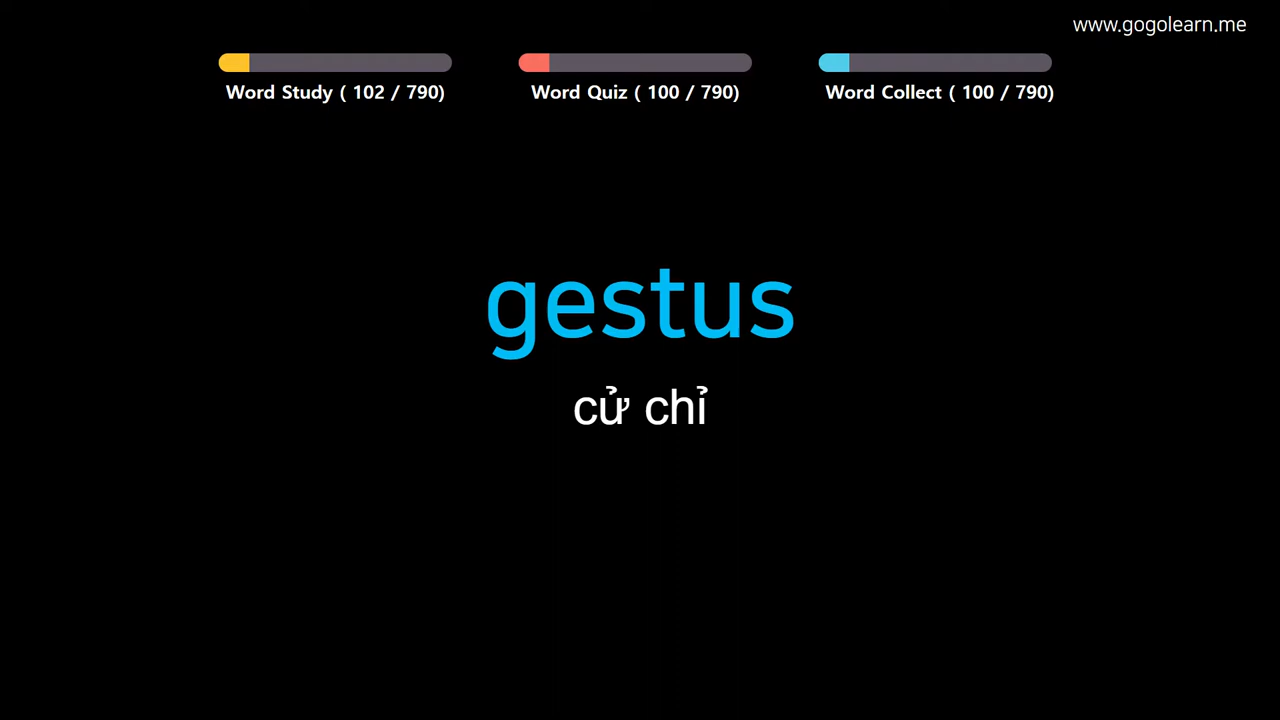 www.gogolearn.me
Word Study ( 102 / 790)
Word Quiz ( 100 / 790)
Word Collect ( 100 / 790)
gestus
cử chỉ